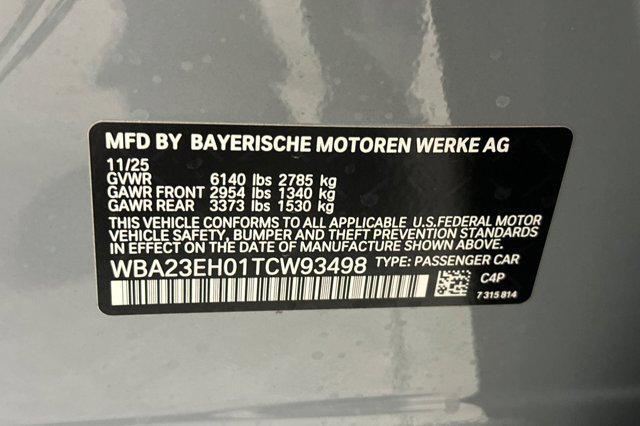 MFD BY BAYERISCHE MOTOREN WERKE AG
11/25
GVWR 6140 lbs 2785 kg
GAWR FRONT 2954 lbs 1340 kg
GAWR REAR 3373 lbs 1530 kg
THIS VEHICLE CONFORMS TO ALL APPLICABLE U.S.FEDERAL MOTOR
VEHICLE SAFETY, BUMPER AND THEFT PREVENTION STANDARDS
IN EFFECT ON THE DATE OF MANUFACTURE SHOWN ABOVE.
WBA23EH01TCW93498 TYPE: PASSENGER CAR
C4P
7 315 814